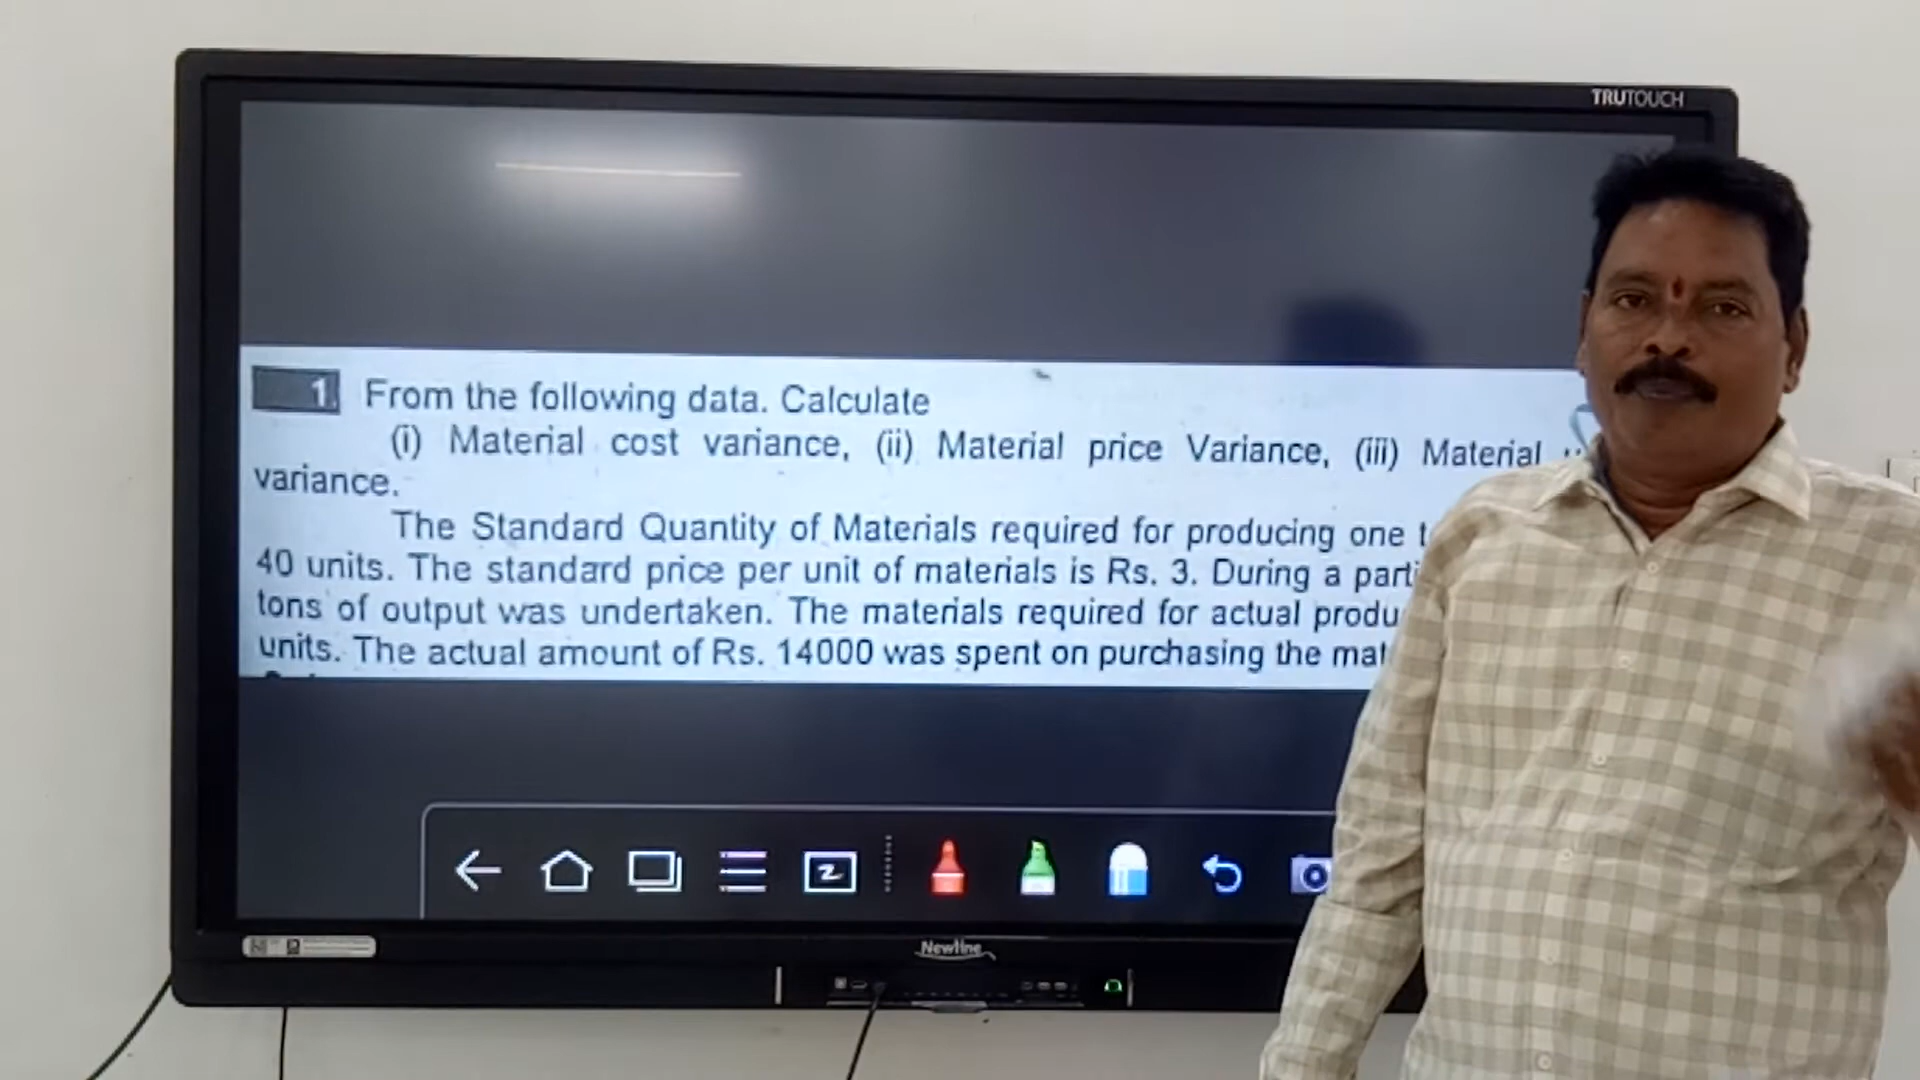 TRUTOUCH
1. From the following data. Calculate
(i) Material cost variance, (ii) Material price Variance, (iii) Material
variance.
The Standard Quantity of Materials required for producing one
40 units. The standard price per unit of materials is Rs. 3. During a
tons of output was undertaken. The materials required for actual
units. The actual amount of Rs. 14000 was spent on purchasing the
Newline